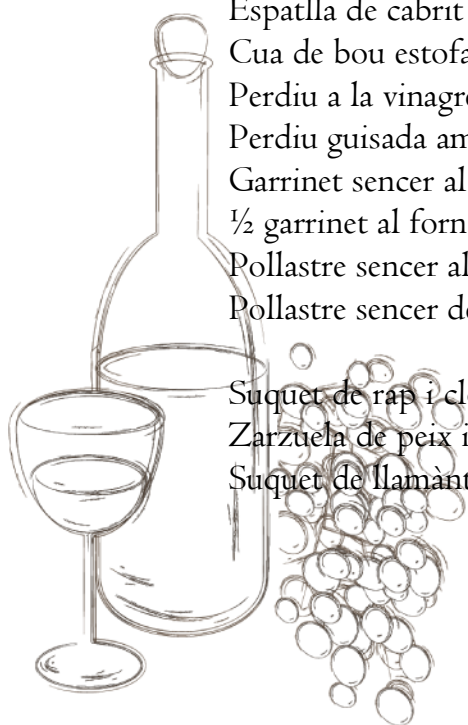 Espatlla de cabrit
Cua de bou estofa
Perdiu a la vinagre
Perdiu guisada am
Garrinet sencer al
½ garrinet al forn
Pollastre sencer al
Pollastre sencer de
Suquet de rap i clo
Zarzuela de peix i
Suquet de llamànt